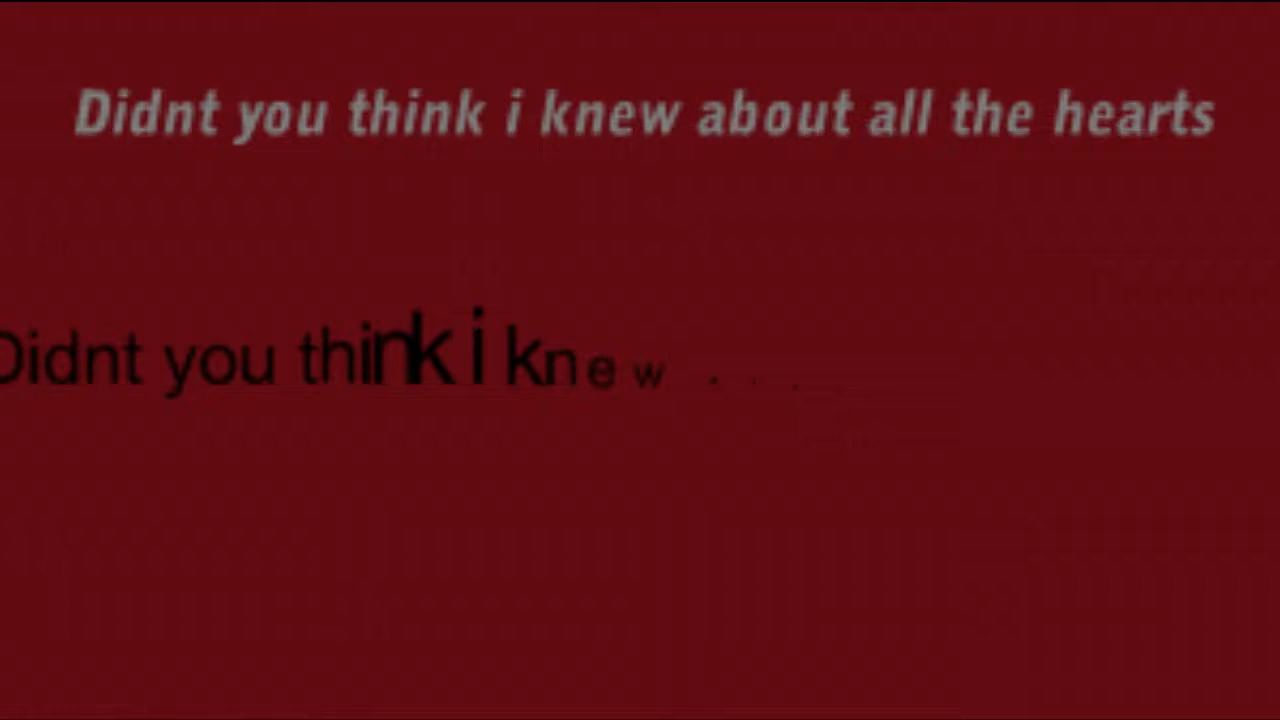 Didnt you think i knew about all the hearts
Didnt you think i knew . . .